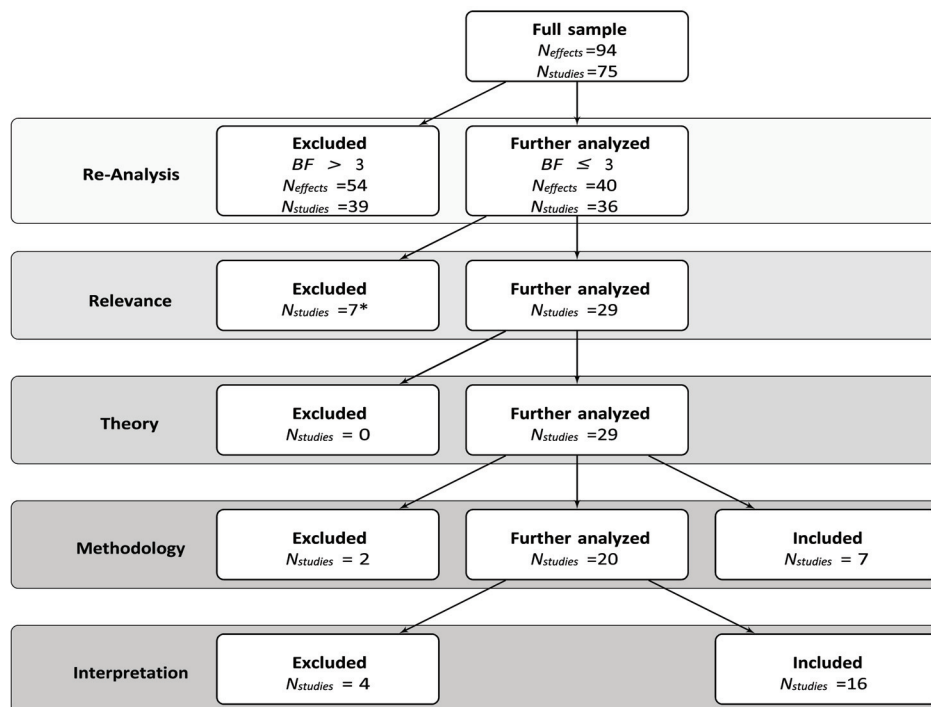 Full sample
Neffects =94
Nstudies =75
Re-Analysis
Excluded
BF > 3
Neffects =54
Nstudies =39
Further analyzed
BF ≤ 3
Neffects =40
Nstudies =36
Relevance
Excluded
Nstudies =7*
Further analyzed
Nstudies =29
Theory
Excluded
Nstudies = 0
Further analyzed
Nstudies =29
Methodology
Excluded
Nstudies = 2
Further analyzed
Nstudies =20
Included
Nstudies = 7
Interpretation
Excluded
Nstudies = 4
Included
Nstudies =16